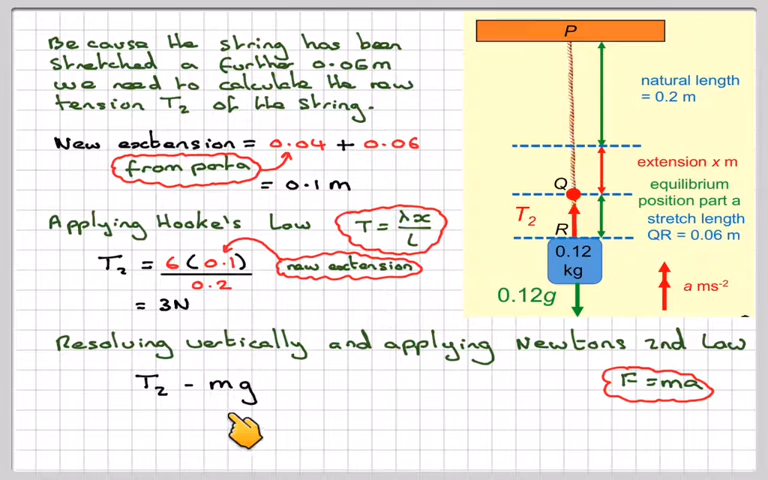 Because the string has been
stretched a further 0.06m
we need to calculate the new
tension T₂ of the string.
New exctension = 0.04 + 0.06
from part a
= 0.1 m
Applying Hooke's Low
T = λx / L
T₂ = 6 (0.1) / 0.2
new extension
= 3N
Resolving vertically and applying Newtons 2nd Law
T₂ - mg
F = ma
P
natural length
= 0.2 m
extension x m
Q
equilibrium
position part a
T₂
stretch length
R
QR = 0.06 m
0.12
kg
a ms⁻²
0.12g